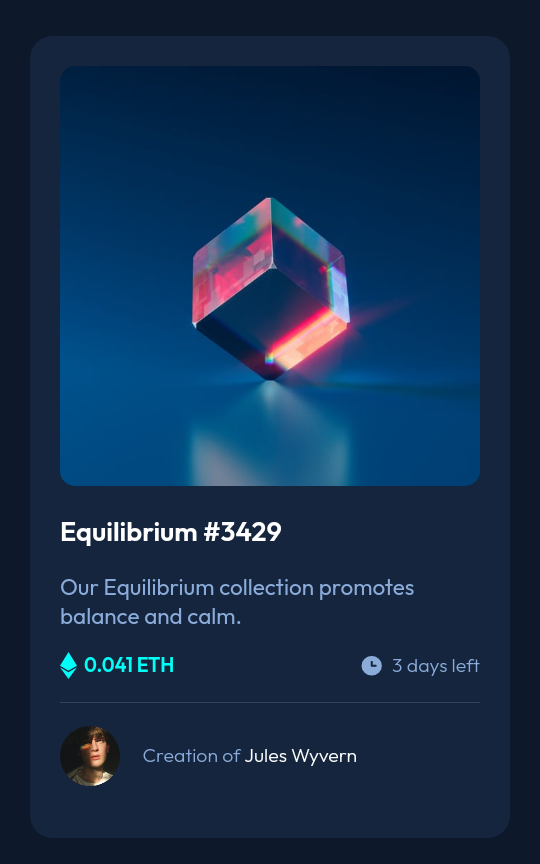 Equilibrium #3429
Our Equilibrium collection promotes
balance and calm.
0.041 ETH
3 days left
Creation of Jules Wyvern